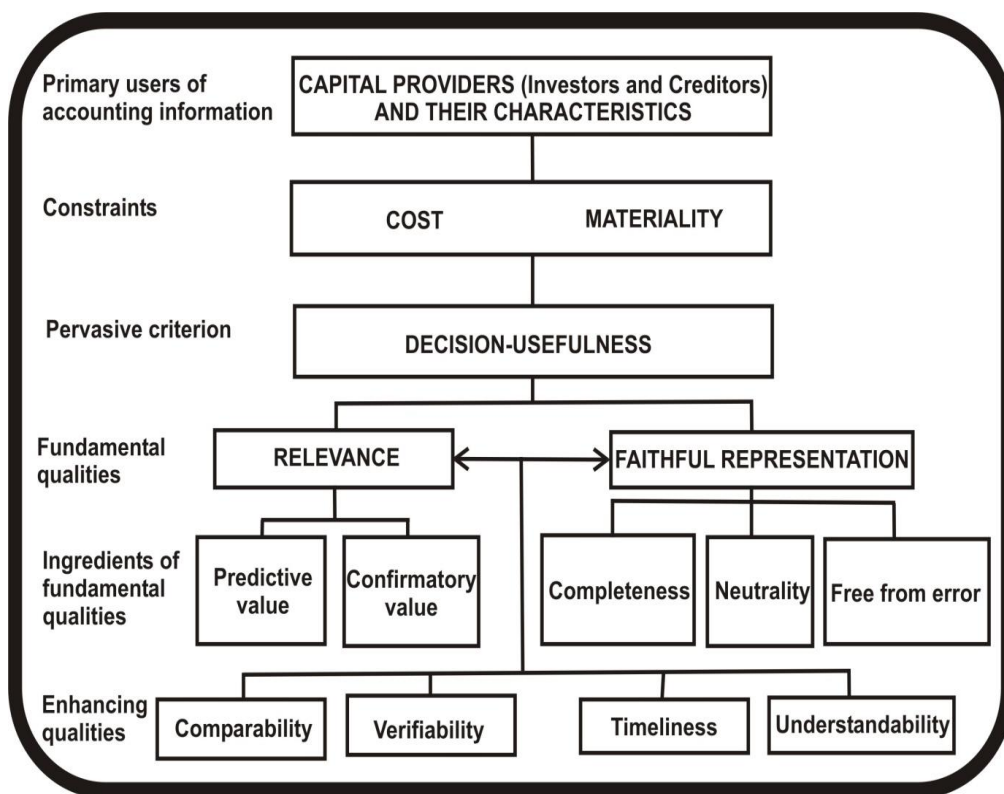 Primary users of
accounting information
CAPITAL PROVIDERS (Investors and Creditors)
AND THEIR CHARACTERISTICS
Constraints
COST
MATERIALITY
Pervasive criterion
DECISION-USEFULNESS
Fundamental
qualities
RELEVANCE
FAITHFUL REPRESENTATION
Ingredients of
fundamental
qualities
Predictive
value
Confirmatory
value
Completeness
Neutrality
Free from error
Enhancing
qualities
Comparability
Verifiability
Timeliness
Understandability